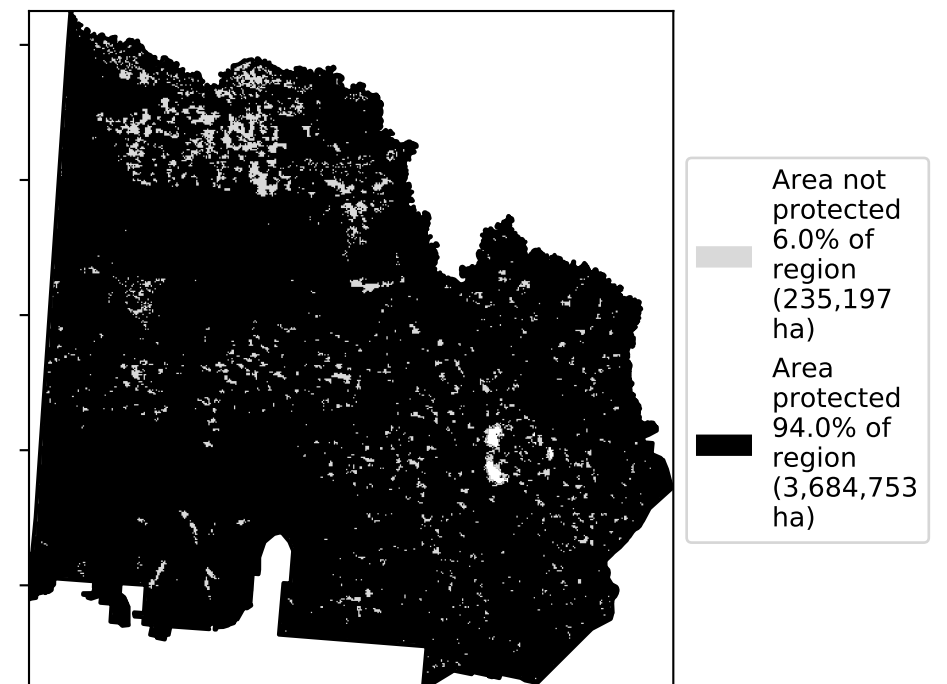 Area not
protected
6.0% of
region
(235,197
ha)
Area
protected
94.0% of
region
(3,684,753
ha)